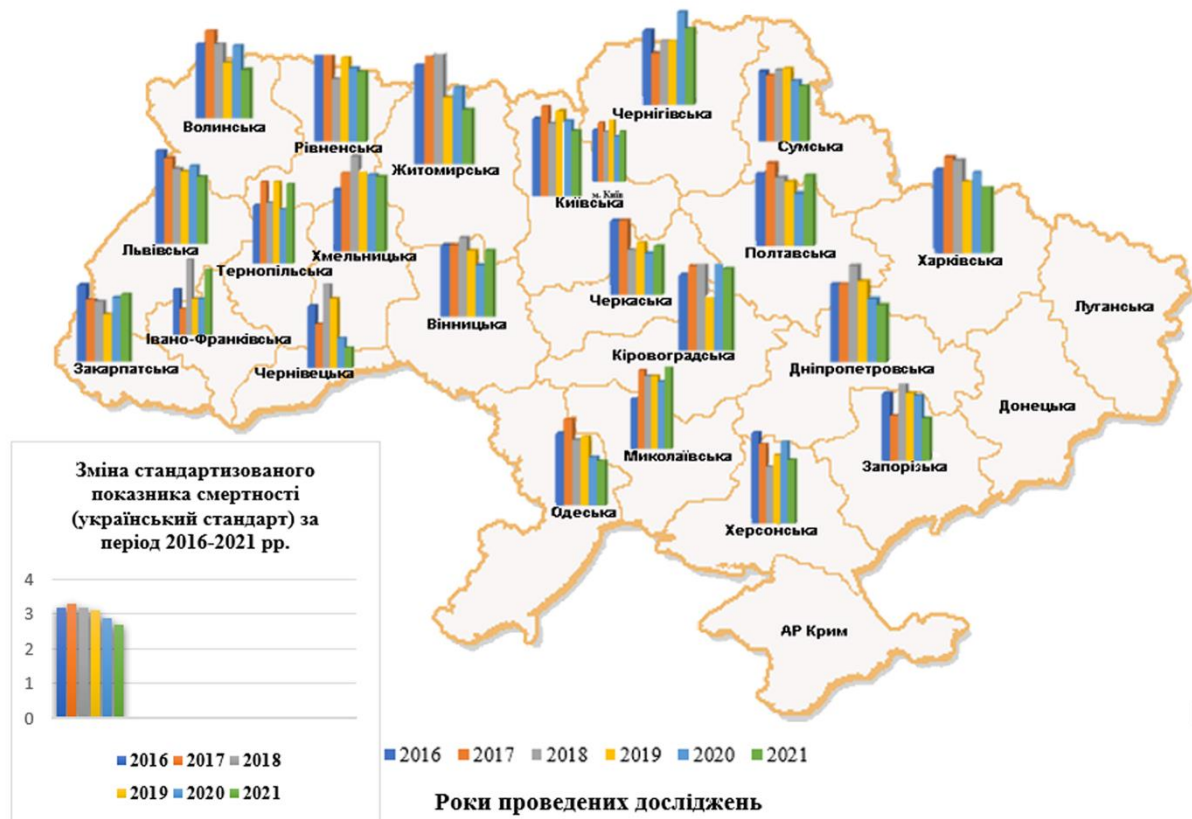 Волинська
Рівненська
Житомирська
Чернігівська
Сумська
м. Київ
Київська
Львівська
Тернопільська
Хмельницька
Полтавська
Харківська
Луганська
Вінницька
Черкаська
Івано-Франківська
Закарпатська
Чернівецька
Кіровоградська
Дніпропетровська
Донецька
Миколаївська
Запорізька
Одеська
Херсонська
АР Крим
Зміна стандартизованого
показника смертності
(український стандарт) за
період 2016-2021 рр.
4
3
2
1
0
2016 2017 2018
2019 2020 2021
2016 2017 2018 2019 2020 2021
Роки проведених досліджень